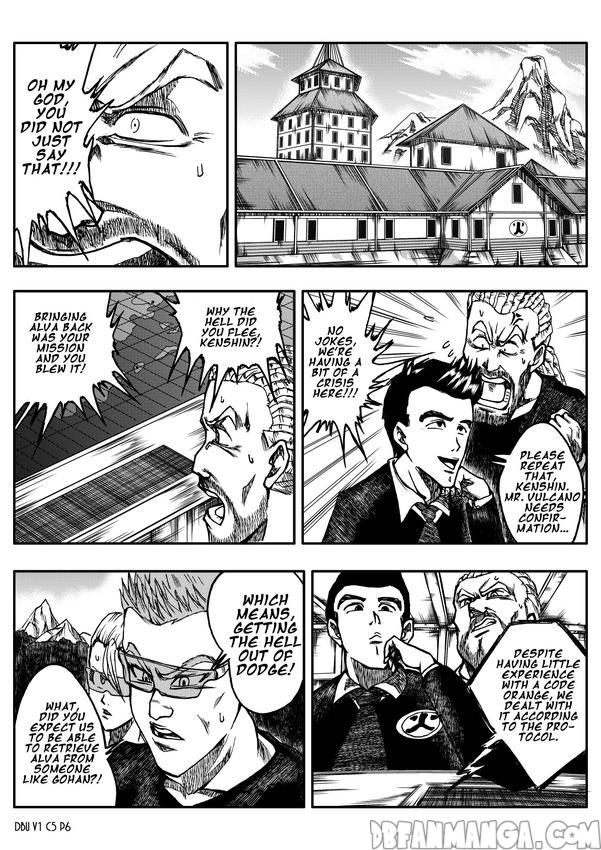 OH MY
GOD,
YOU
DID NOT
JUST
SAY
THAT!!!
NO
JOKES,
WE'RE
HAVING A
BIT OF A
CRISIS
HERE!!!
PLEASE
REPEAT
THAT,
KENSHIN.
MR. VULCANO
NEEDS
CONFIR-
MATION...
WHY THE
HELL DID
YOU FLEE,
KENSHIN?!
BRINGING
ALVA BACK
WAS YOUR
MISSION
AND YOU
BLEW IT!
DESPITE
HAVING LITTLE
EXPERIENCE
WITH A CODE
ORANGE, WE
DEALT WITH
IT ACCORDING
TO THE PRO-
TOCOL.
WHICH
MEANS,
GETTING
THE HELL
OUT OF
DODGE!
WHAT,
DID YOU
EXPECT US
TO BE ABLE
TO RETRIEVE
ALVA FROM
SOMEONE
LIKE GOHAN?!
DBU V1 C5 P6
DBFANMANGA.COM